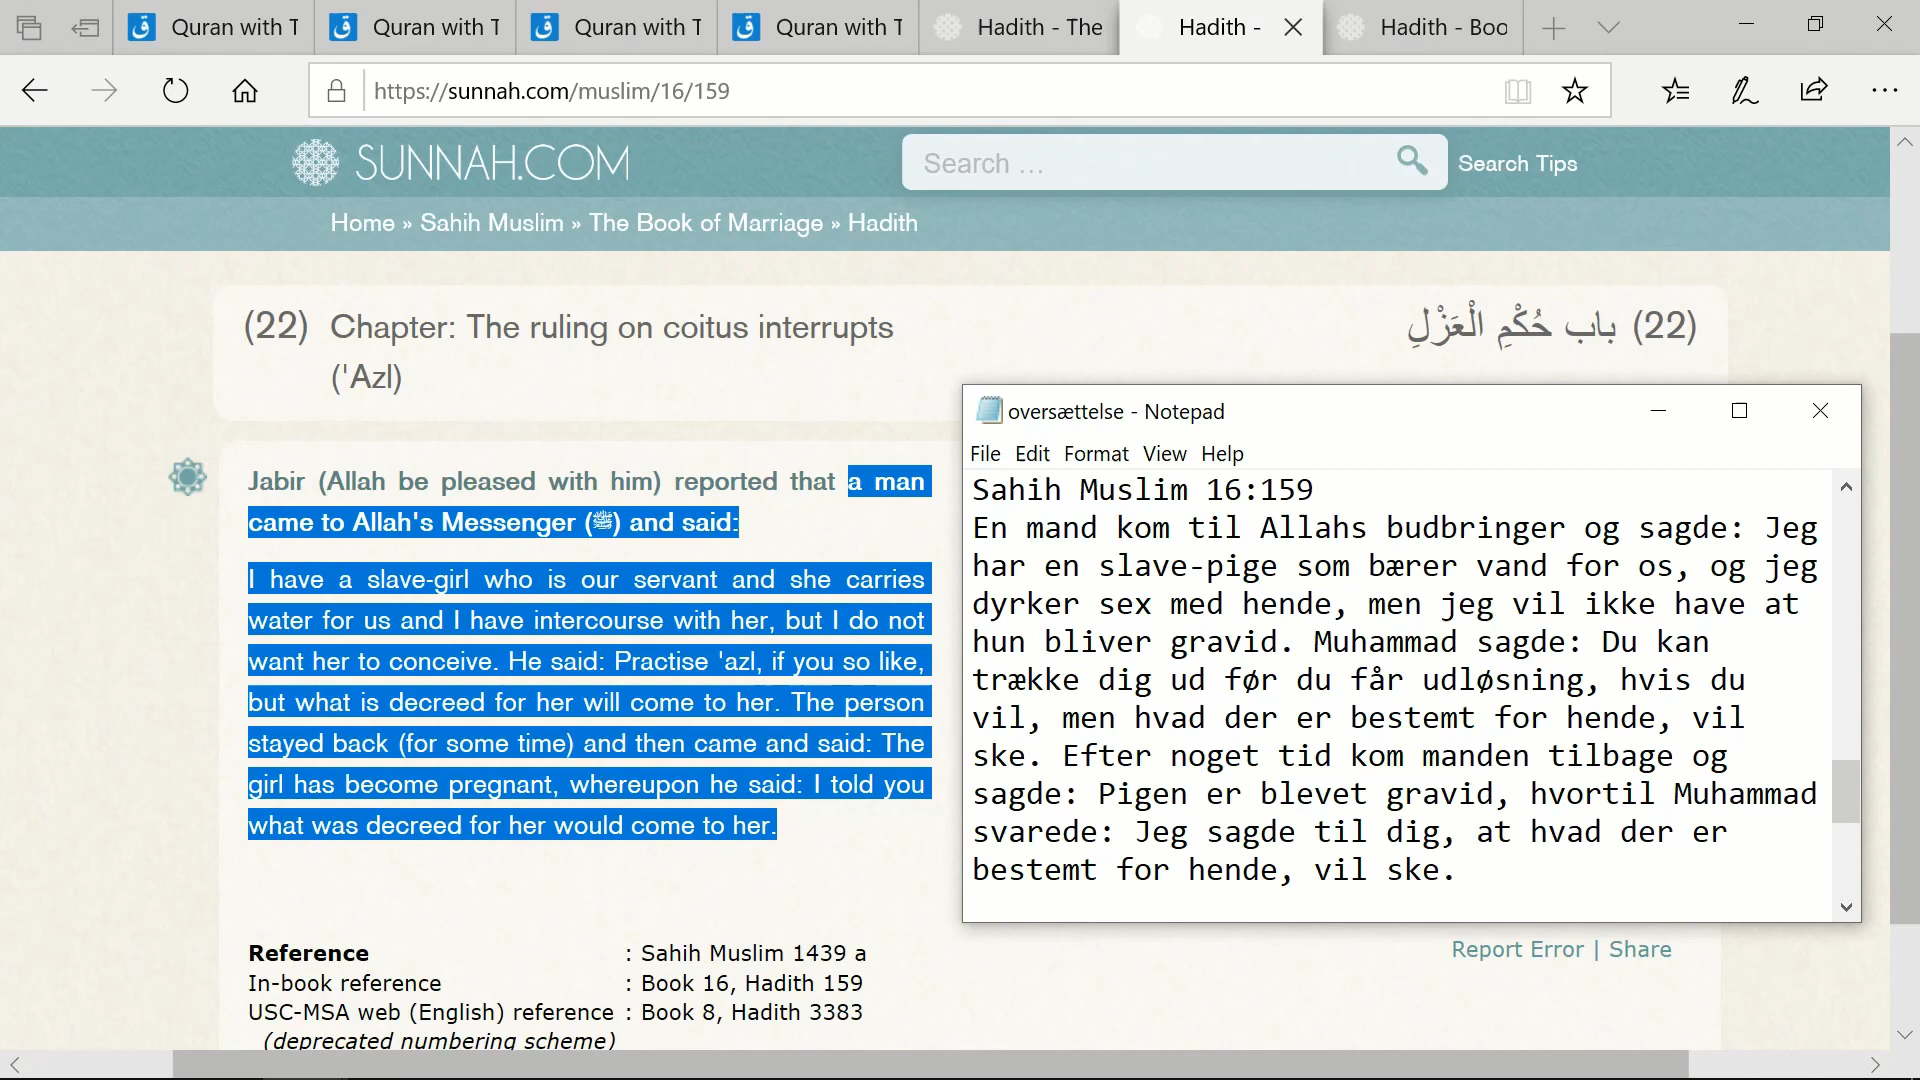 Quran with T
Quran with T
Quran with T
Quran with T
Hadith - The
Hadith -
Hadith - Boo
https://sunnah.com/muslim/16/159
SUNNAH.COM
Search ...
Search Tips
Home » Sahih Muslim » The Book of Marriage » Hadith
(22) Chapter: The ruling on coitus interrupts
('Azl)
(22) باب حُكْمِ الْعَزْلِ
Jabir (Allah be pleased with him) reported that a man
came to Allah's Messenger (ﷺ) and said:
I have a slave-girl who is our servant and she carries
water for us and I have intercourse with her, but I do not
want her to conceive. He said: Practise 'azl, if you so like,
but what is decreed for her will come to her. The person
stayed back (for some time) and then came and said: The
girl has become pregnant, whereupon he said: I told you
what was decreed for her would come to her.
Reference : Sahih Muslim 1439 a
In-book reference : Book 16, Hadith 159
USC-MSA web (English) reference : Book 8, Hadith 3383
(deprecated numbering scheme)
Report Error | Share
oversættelse - Notepad
File Edit Format View Help
Sahih Muslim 16:159
En mand kom til Allahs budbringer og sagde: Jeg
har en slave-pige som bærer vand for os, og jeg
dyrker sex med hende, men jeg vil ikke have at
hun bliver gravid. Muhammad sagde: Du kan
trække dig ud før du får udløsning, hvis du
vil, men hvad der er bestemt for hende, vil
ske. Efter noget tid kom manden tilbage og
sagde: Pigen er blevet gravid, hvortil Muhammad
svarede: Jeg sagde til dig, at hvad der er
bestemt for hende, vil ske.